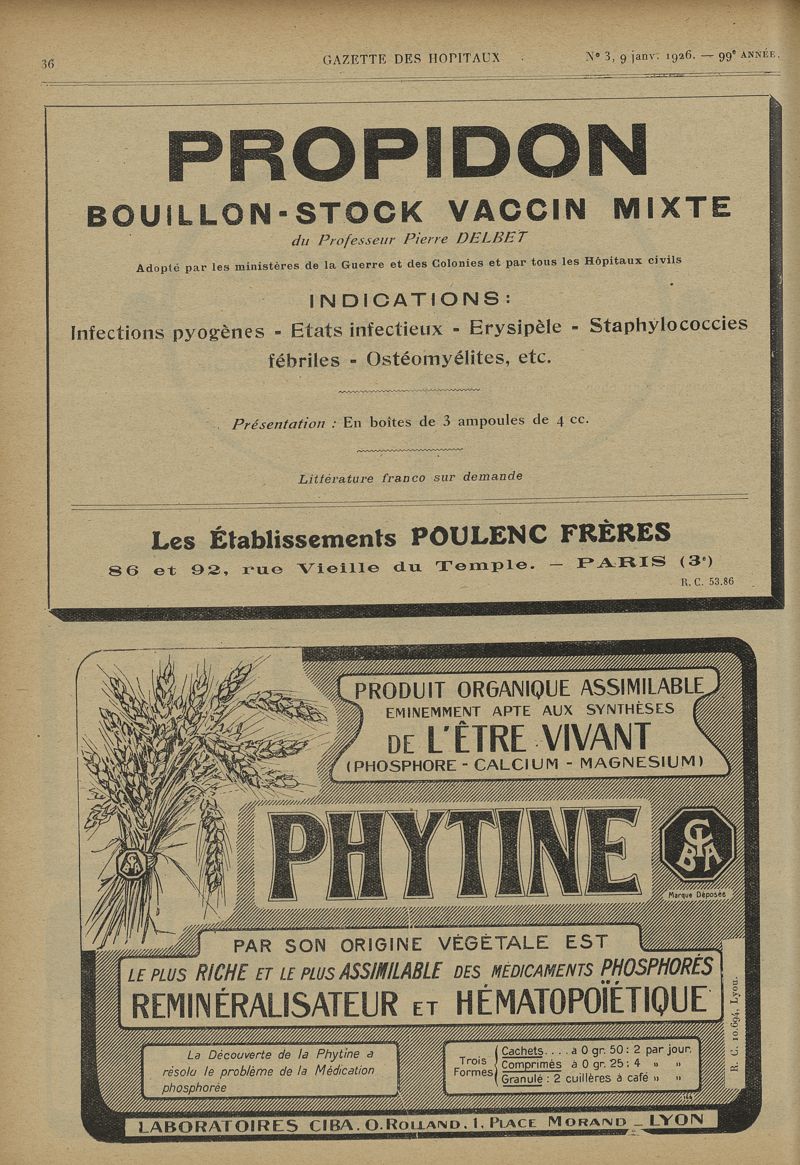 36
GAZETTE DES HOPITAUX
Nº 3, 9 janv. 1926. — 99e ANNÉE.
PROPIDON
BOUILLON-STOCK VACCIN MIXTE
du Professeur Pierre DELBET
Adopté par les ministères de la Guerre et des Colonies et par tous les Hôpitaux civils
INDICATIONS:
Infections pyogènes - Etats infectieux - Erysipèle - Staphylococcies
fébriles - Ostéomyélites, etc.
Présentation : En boîtes de 3 ampoules de 4 cc.
Littérature franco sur demande
Les Établissements POULENC FRÈRES
86 et 92, rue Vieille du Temple. — PARIS (3e)
R. C. 53.86
PRODUIT ORGANIQUE ASSIMILABLE
EMINEMMENT APTE AUX SYNTHÈSES
DE L'ÊTRE VIVANT
(PHOSPHORE - CALCIUM - MAGNESIUM)
PHYTINE
CIBA
CIBA
Marque Déposée
PAR SON ORIGINE VÉGÉTALE EST
LE PLUS RICHE ET LE PLUS ASSIMILABLE DES MÉDICAMENTS PHOSPHORÉS
REMINÉRALISATEUR ET HÉMATOPOÏÉTIQUE
R. C. 10.694, Lyon.
La Découverte de la Phytine a
résolu le problème de la Médication
phosphorée
Trois
Formes
Cachets.... à 0 gr. 50: 2 par jour.
Comprimés à 0 gr. 25: 4 » »
Granulé : 2 cuillères à café » »
144
LABORATOIRES CIBA. O. ROLLAND, 1, PLACE MORAND _ LYON